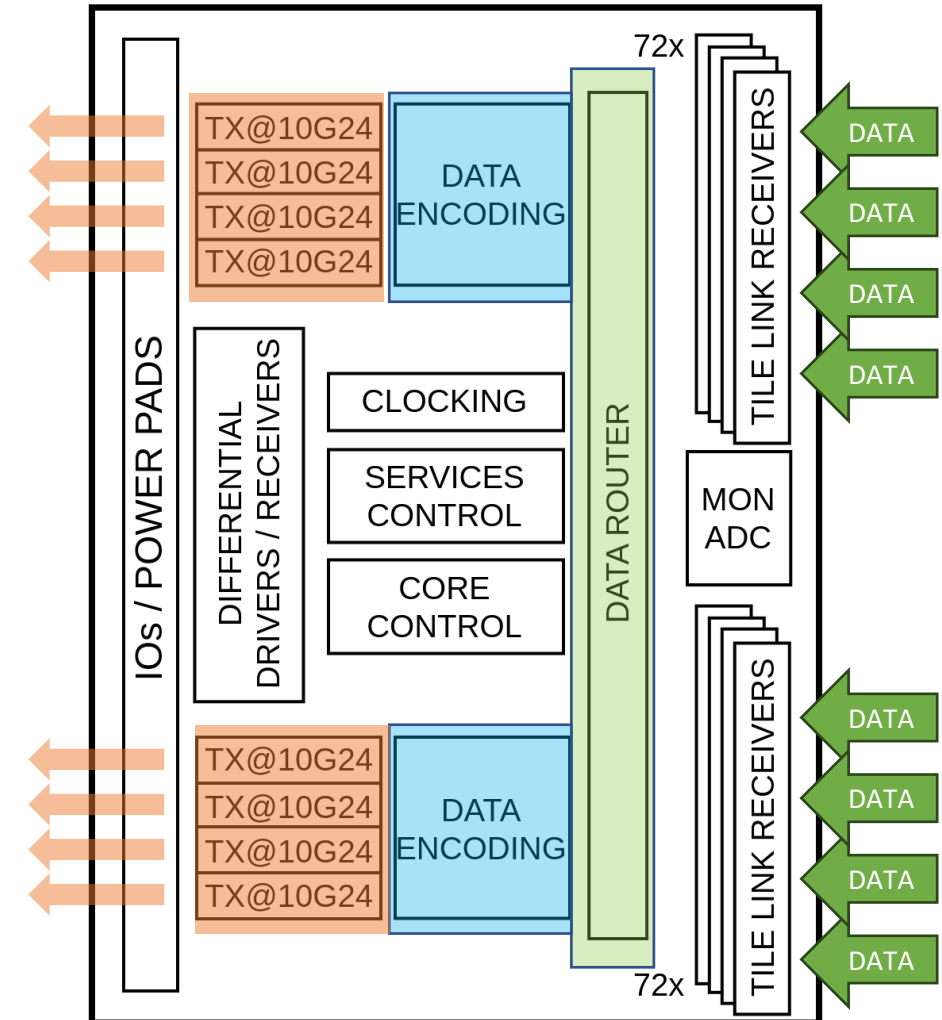 72x
TX@10G24
TX@10G24
TX@10G24
TX@10G24
DATA
ENCODING
TILE LINK RECEIVERS
DATA
DATA
DATA
DATA
IOs / POWER PADS
DIFFERENTIAL
DRIVERS / RECEIVERS
CLOCKING
SERVICES
CONTROL
CORE
CONTROL
DATA ROUTER
MON
ADC
TX@10G24
TX@10G24
TX@10G24
TX@10G24
DATA
ENCODING
TILE LINK RECEIVERS
DATA
DATA
DATA
DATA
72x